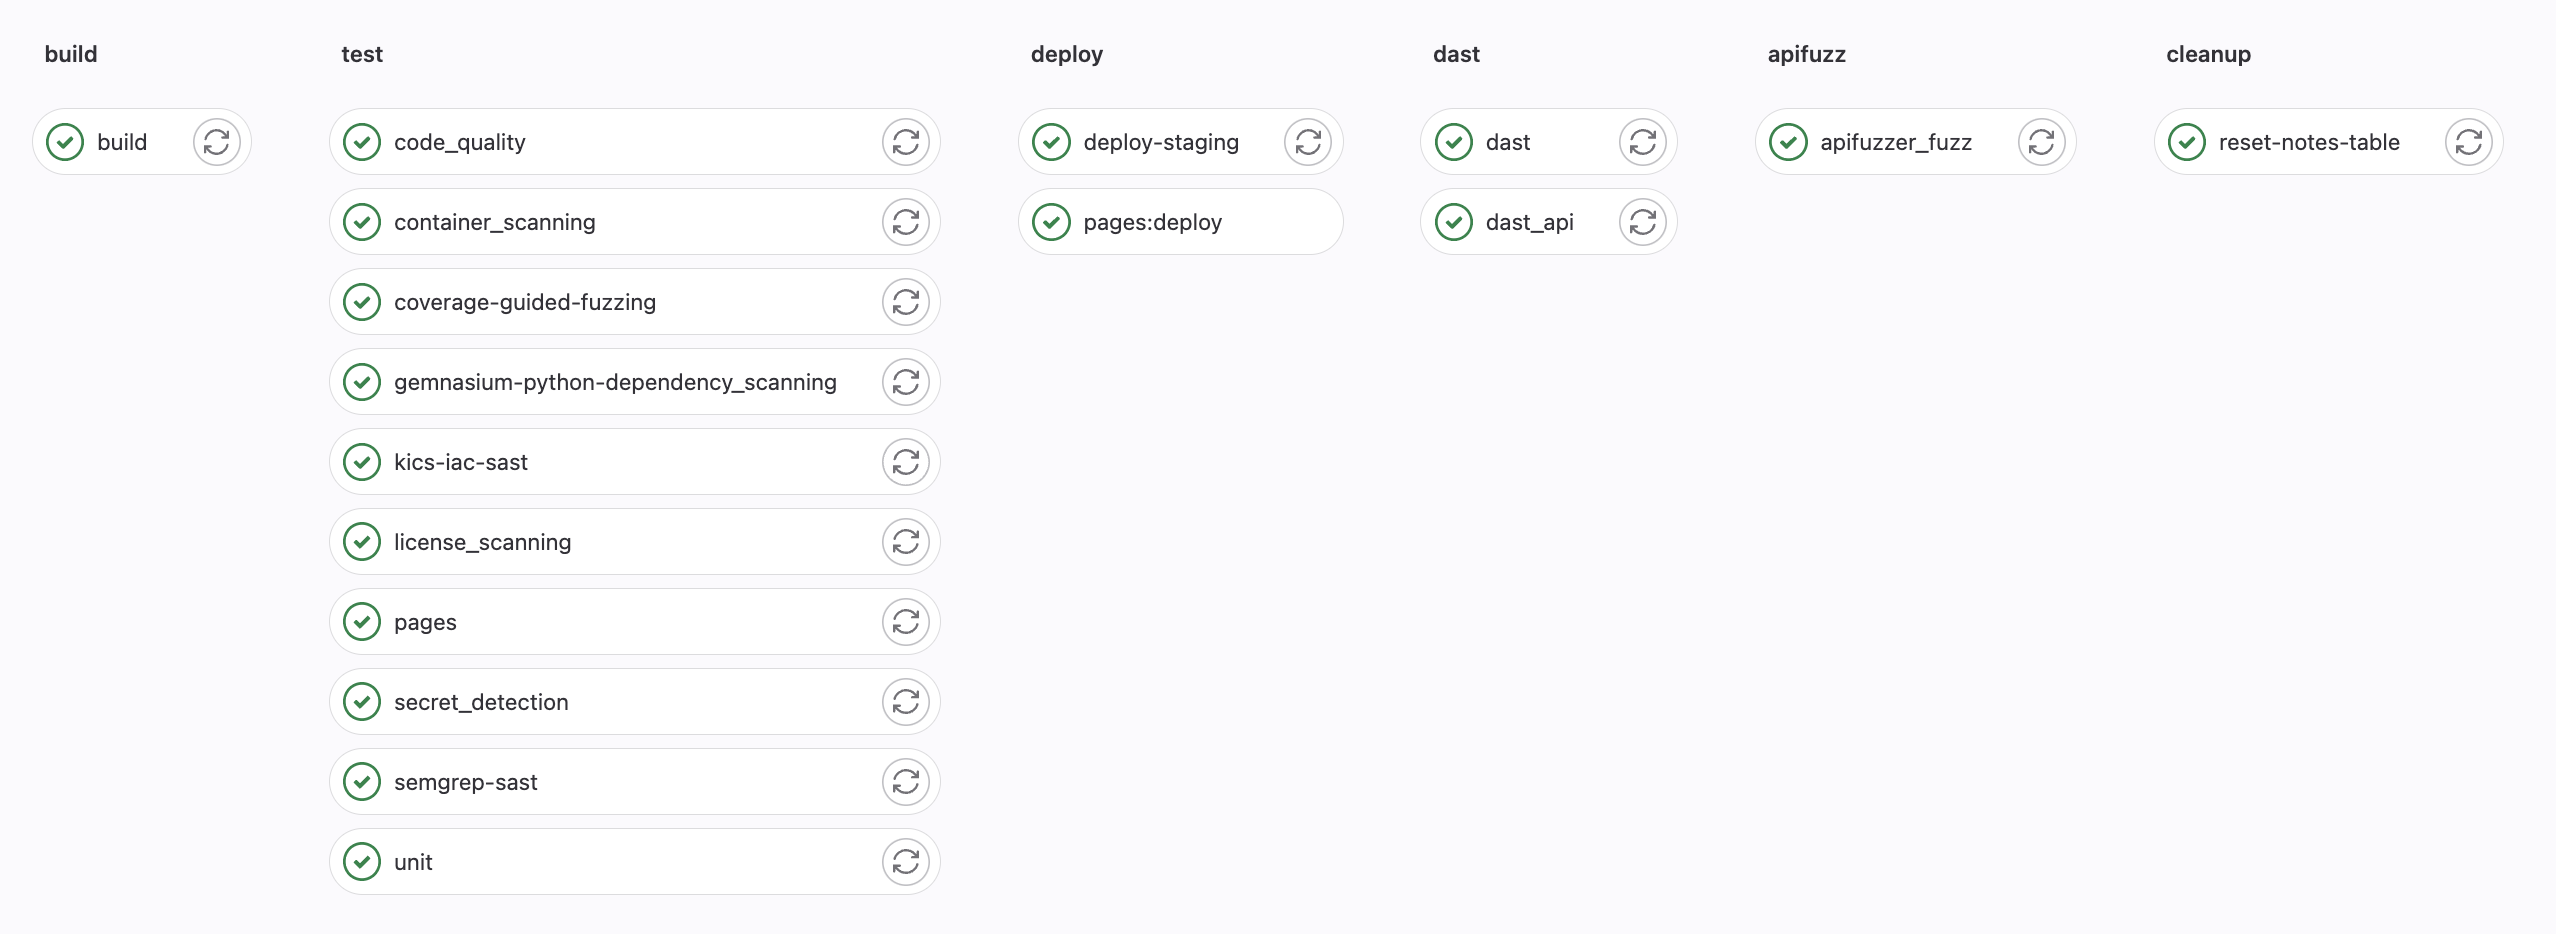 build
build
test
code_quality
container_scanning
coverage-guided-fuzzing
gemnasium-python-dependency_scanning
kics-iac-sast
license_scanning
pages
secret_detection
semgrep-sast
unit
deploy
deploy-staging
pages:deploy
dast
dast
dast_api
apifuzz
apifuzzer_fuzz
cleanup
reset-notes-table